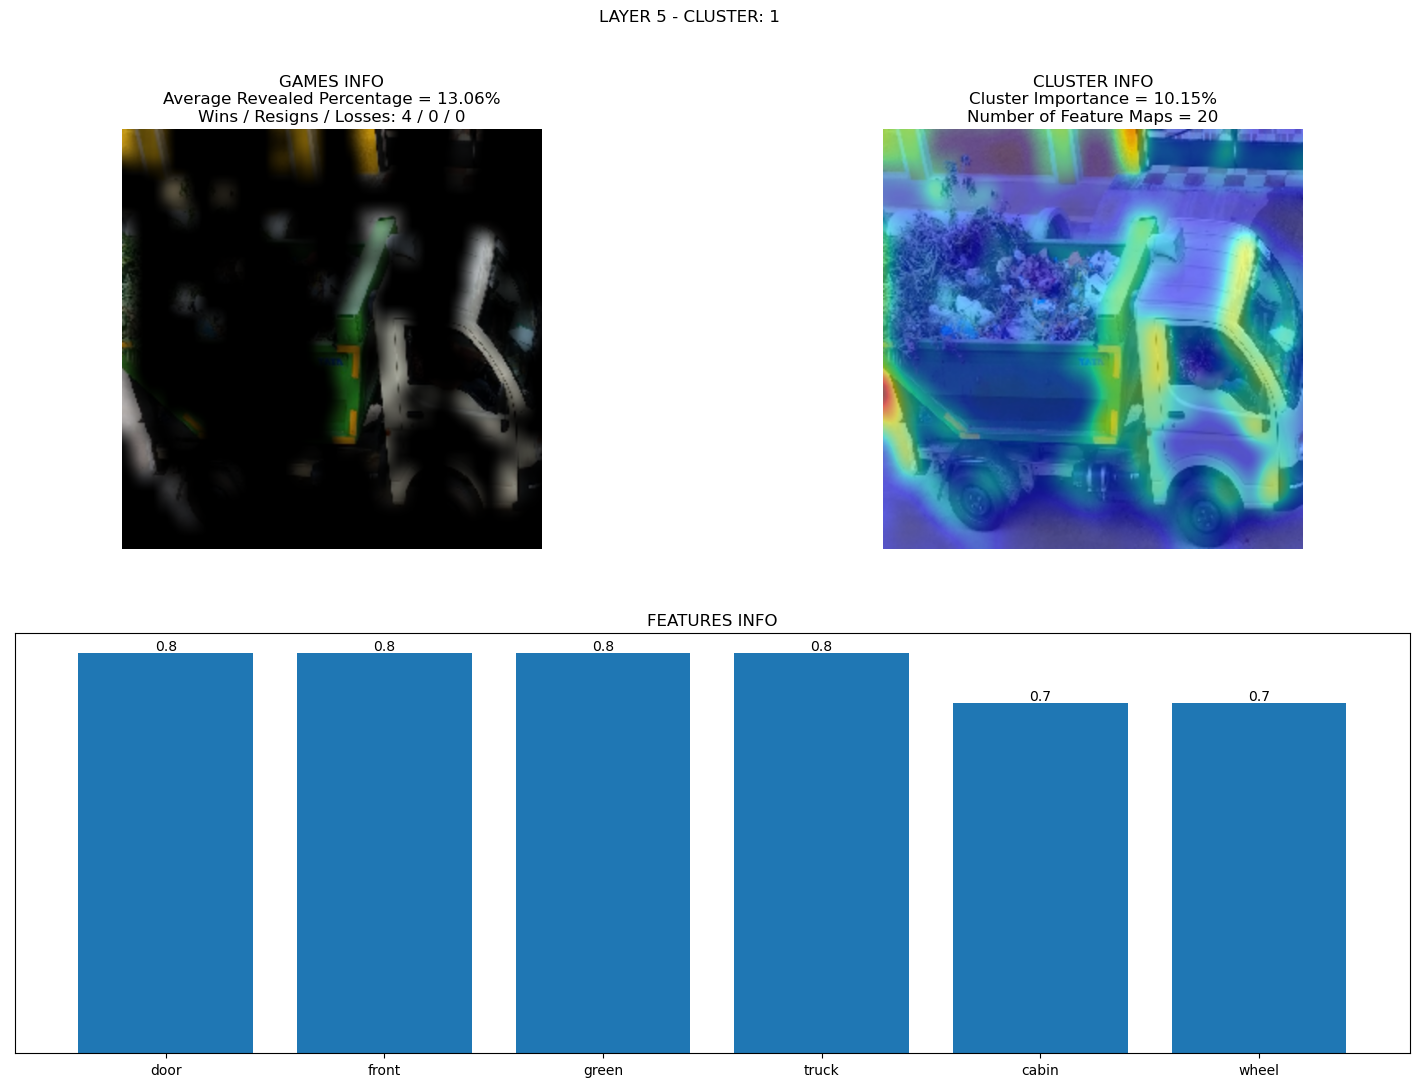 LAYER 5 - CLUSTER: 1
GAMES INFO
Average Revealed Percentage = 13.06%
Wins / Resigns / Losses: 4 / 0 / 0
CLUSTER INFO
Cluster Importance = 10.15%
Number of Feature Maps = 20
FEATURES INFO
0.8 0.8 0.8 0.8 0.7 0.7
door front green truck cabin wheel